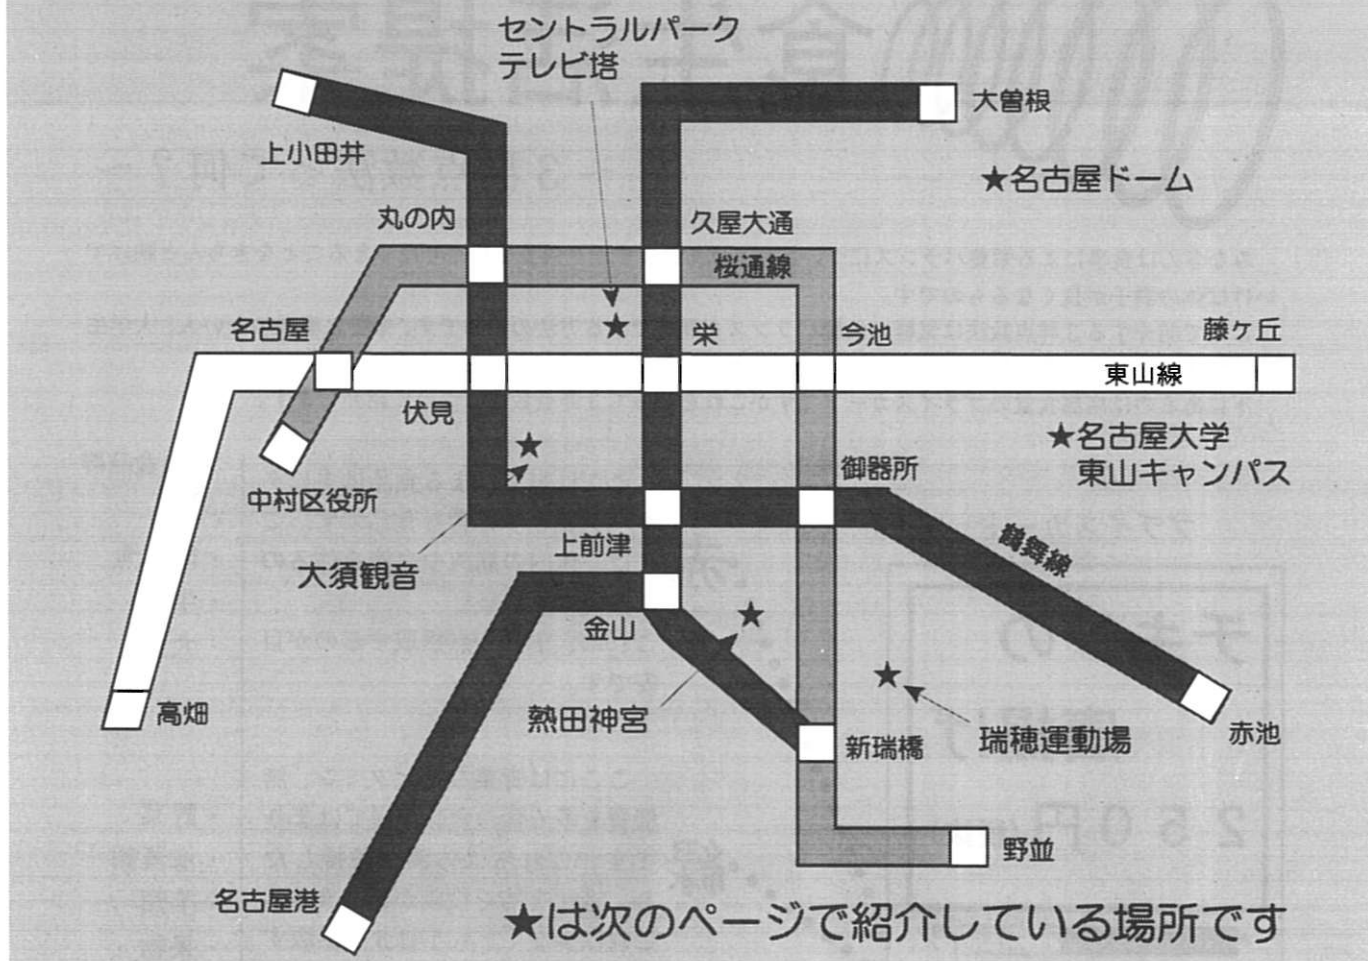 セントラルパーク
テレビ塔
大曽根
上小田井
★名古屋ドーム
丸の内
久屋大通
桜通線
名古屋
栄
今池
藤ヶ丘
東山線
伏見
★名古屋大学
東山キャンパス
御器所
中村区役所
上前津
鶴舞線
大須観音
金山
高畑
熱田神宮
新瑞橋
瑞穂運動場
赤池
野並
名古屋港
★は次のページで紹介している場所です